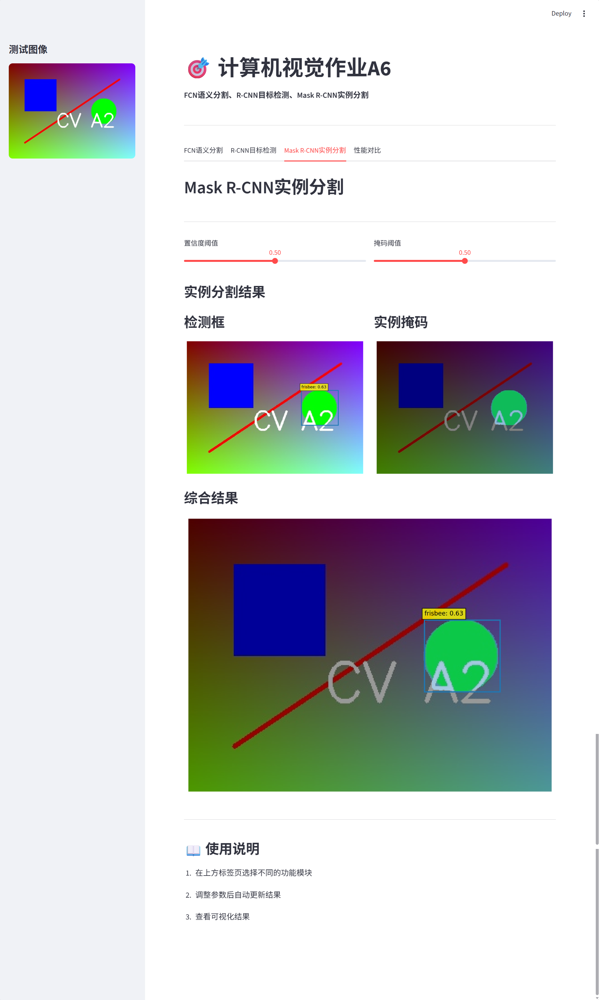 Deploy
测试图像
CV A2
计算机视觉作业A6
FCN语义分割、R-CNN目标检测、Mask R-CNN实例分割
FCN语义分割 R-CNN目标检测 Mask R-CNN实例分割 性能对比
Mask R-CNN实例分割
置信度阈值 掩码阈值
0.50 0.50
实例分割结果
检测框 实例掩码
frisbee: 0.63
CV A2 CV A2
综合结果
frisbee: 0.63
CV A2
使用说明
1. 在上方标签页选择不同的功能模块
2. 调整参数后自动更新结果
3. 查看可视化结果